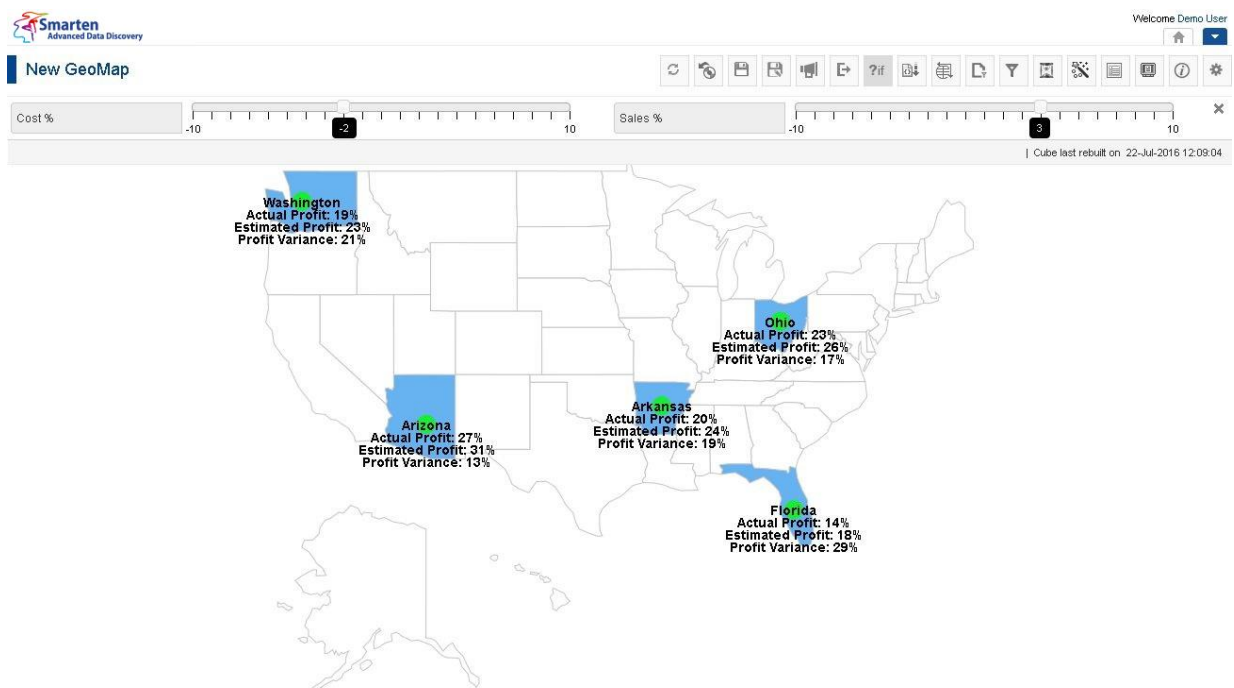 Smarten
Advanced Data Discovery
Welcome Demo User
New GeoMap
?if
Cost %
-10
-2
10
Sales %
-10
3
10
| Cube last rebuilt on 22-Jul-2016 12:09:04
Washington
Actual Profit: 19%
Estimated Profit: 23%
Profit Variance: 21%
Ohio
Actual Profit: 23%
Estimated Profit: 26%
Profit Variance: 17%
Arkansas
Actual Profit: 20%
Estimated Profit: 24%
Profit Variance: 19%
Arizona
Actual Profit: 27%
Estimated Profit: 31%
Profit Variance: 13%
Florida
Actual Profit: 14%
Estimated Profit: 18%
Profit Variance: 29%